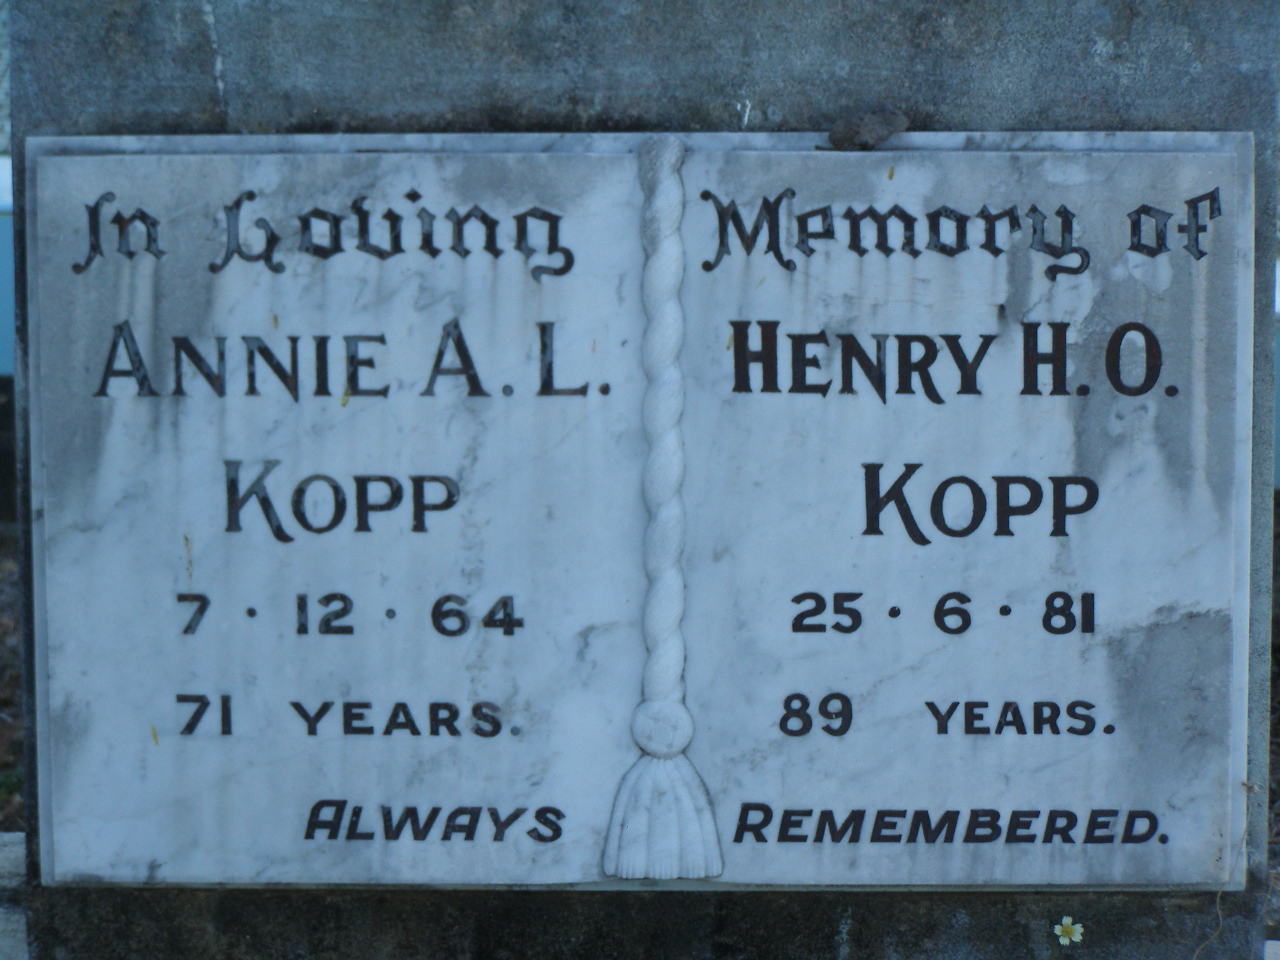 In Loving Memory of
ANNIE A. L.
KOPP
7 · 12 · 64
71 YEARS.
HENRY H. O.
KOPP
25 · 6 · 81
89 YEARS.
ALWAYS REMEMBERED.